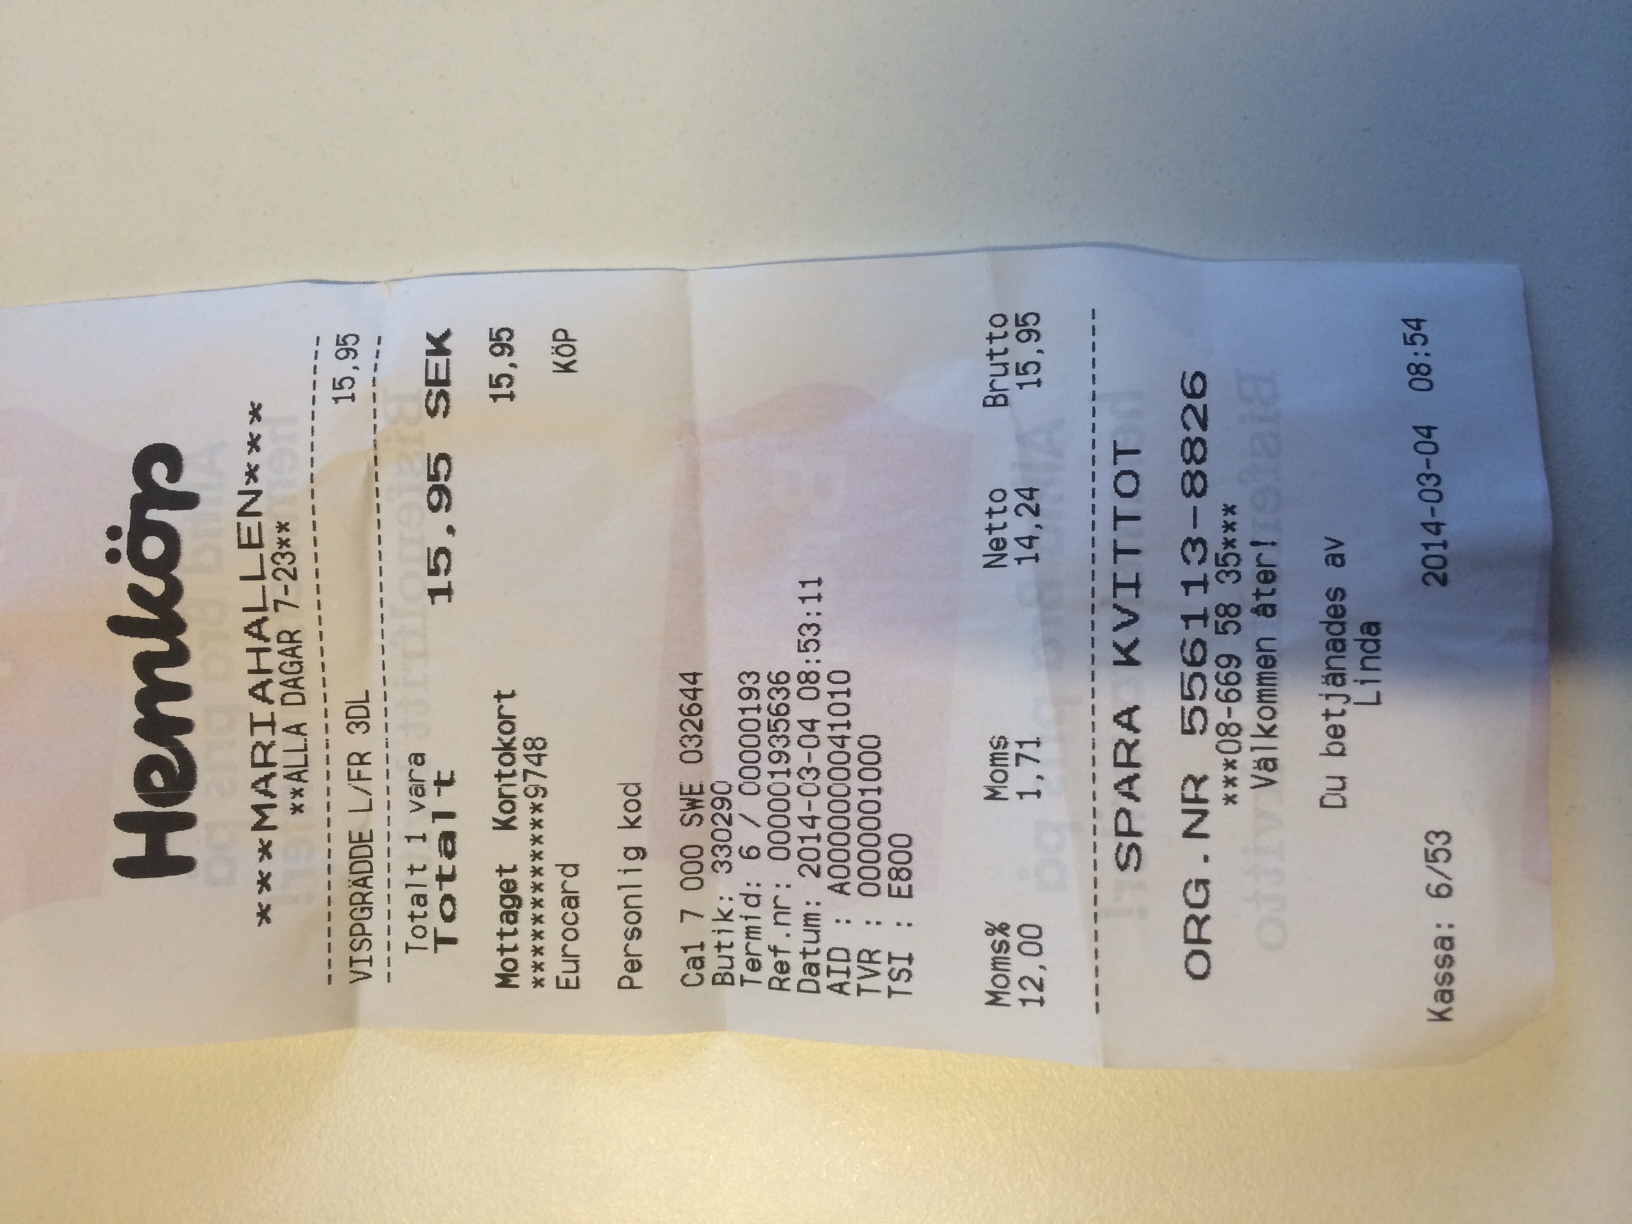 Hemköp
***MARIAHALLEN***
**ALLA DAGAR 7-23**
VISPGRÄDDE L/FR 3DL 15,95
Totalt 1 vara
Totalt 15,95 SEK
Mottaget Kontokort 15,95
************9748
Eurocard KÖP
Personlig kod
Ca1 7 000 SWE 032644
Butik: 330290
Termid: 6 / 00000193
Ref.nr: 000001935636
Datum: 2014-03-04 08:53:11
AID : A0000000041010
TVR : 0000001000
TSI : E800
Moms% Moms Netto Brutto
12,00 1,71 14,24 15,95
SPARA KVITTOT
ORG.NR 556113-8826
***08-669 58 35***
Välkommen åter!
Du betjänades av
Linda
Kassa: 6/53 2014-03-04 08:54